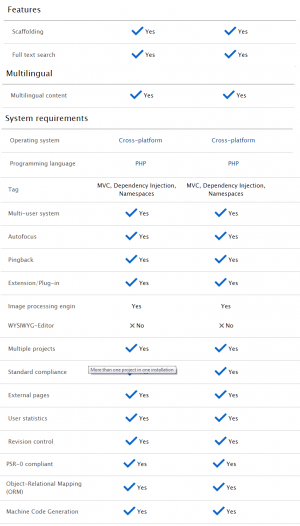 Features
Scaffolding Yes Yes
Full text search Yes Yes
Multilingual
Multilingual content Yes Yes
System requirements
Operating system Cross-platform Cross-platform
Programming language PHP PHP
Tag MVC, Dependency Injection, MVC, Dependency Injection,
Namespaces Namespaces
Multi-user system Yes Yes
Autofocus Yes Yes
Pingback Yes Yes
Extension/Plug-in Yes Yes
Image processing engin Yes Yes
WYSIWYG-Editor No No
Multiple projects Yes Yes
Standard compliance More than one project in one installation Yes
External pages Yes Yes
User statistics Yes Yes
Revision control Yes Yes
PSR-0 compliant Yes Yes
Object-Relational Mapping Yes Yes
(ORM)
Machine Code Generation Yes Yes